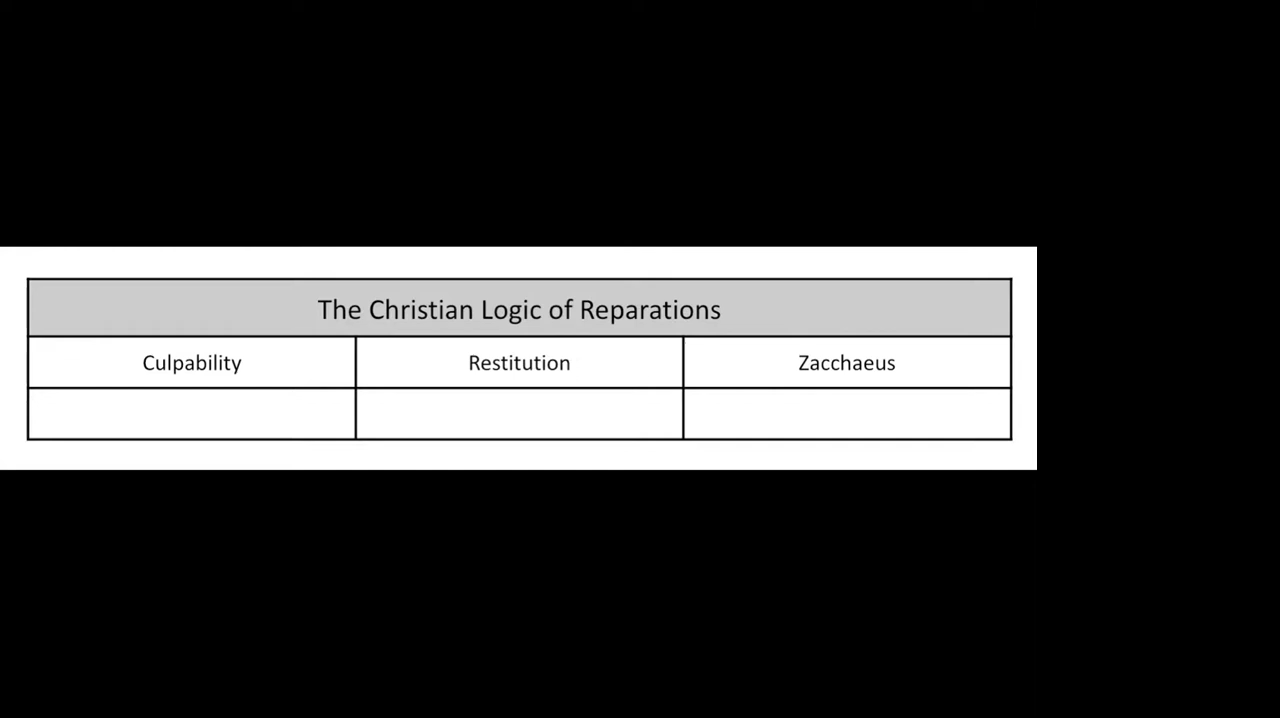 The Christian Logic of Reparations
Culpability
Restitution
Zacchaeus